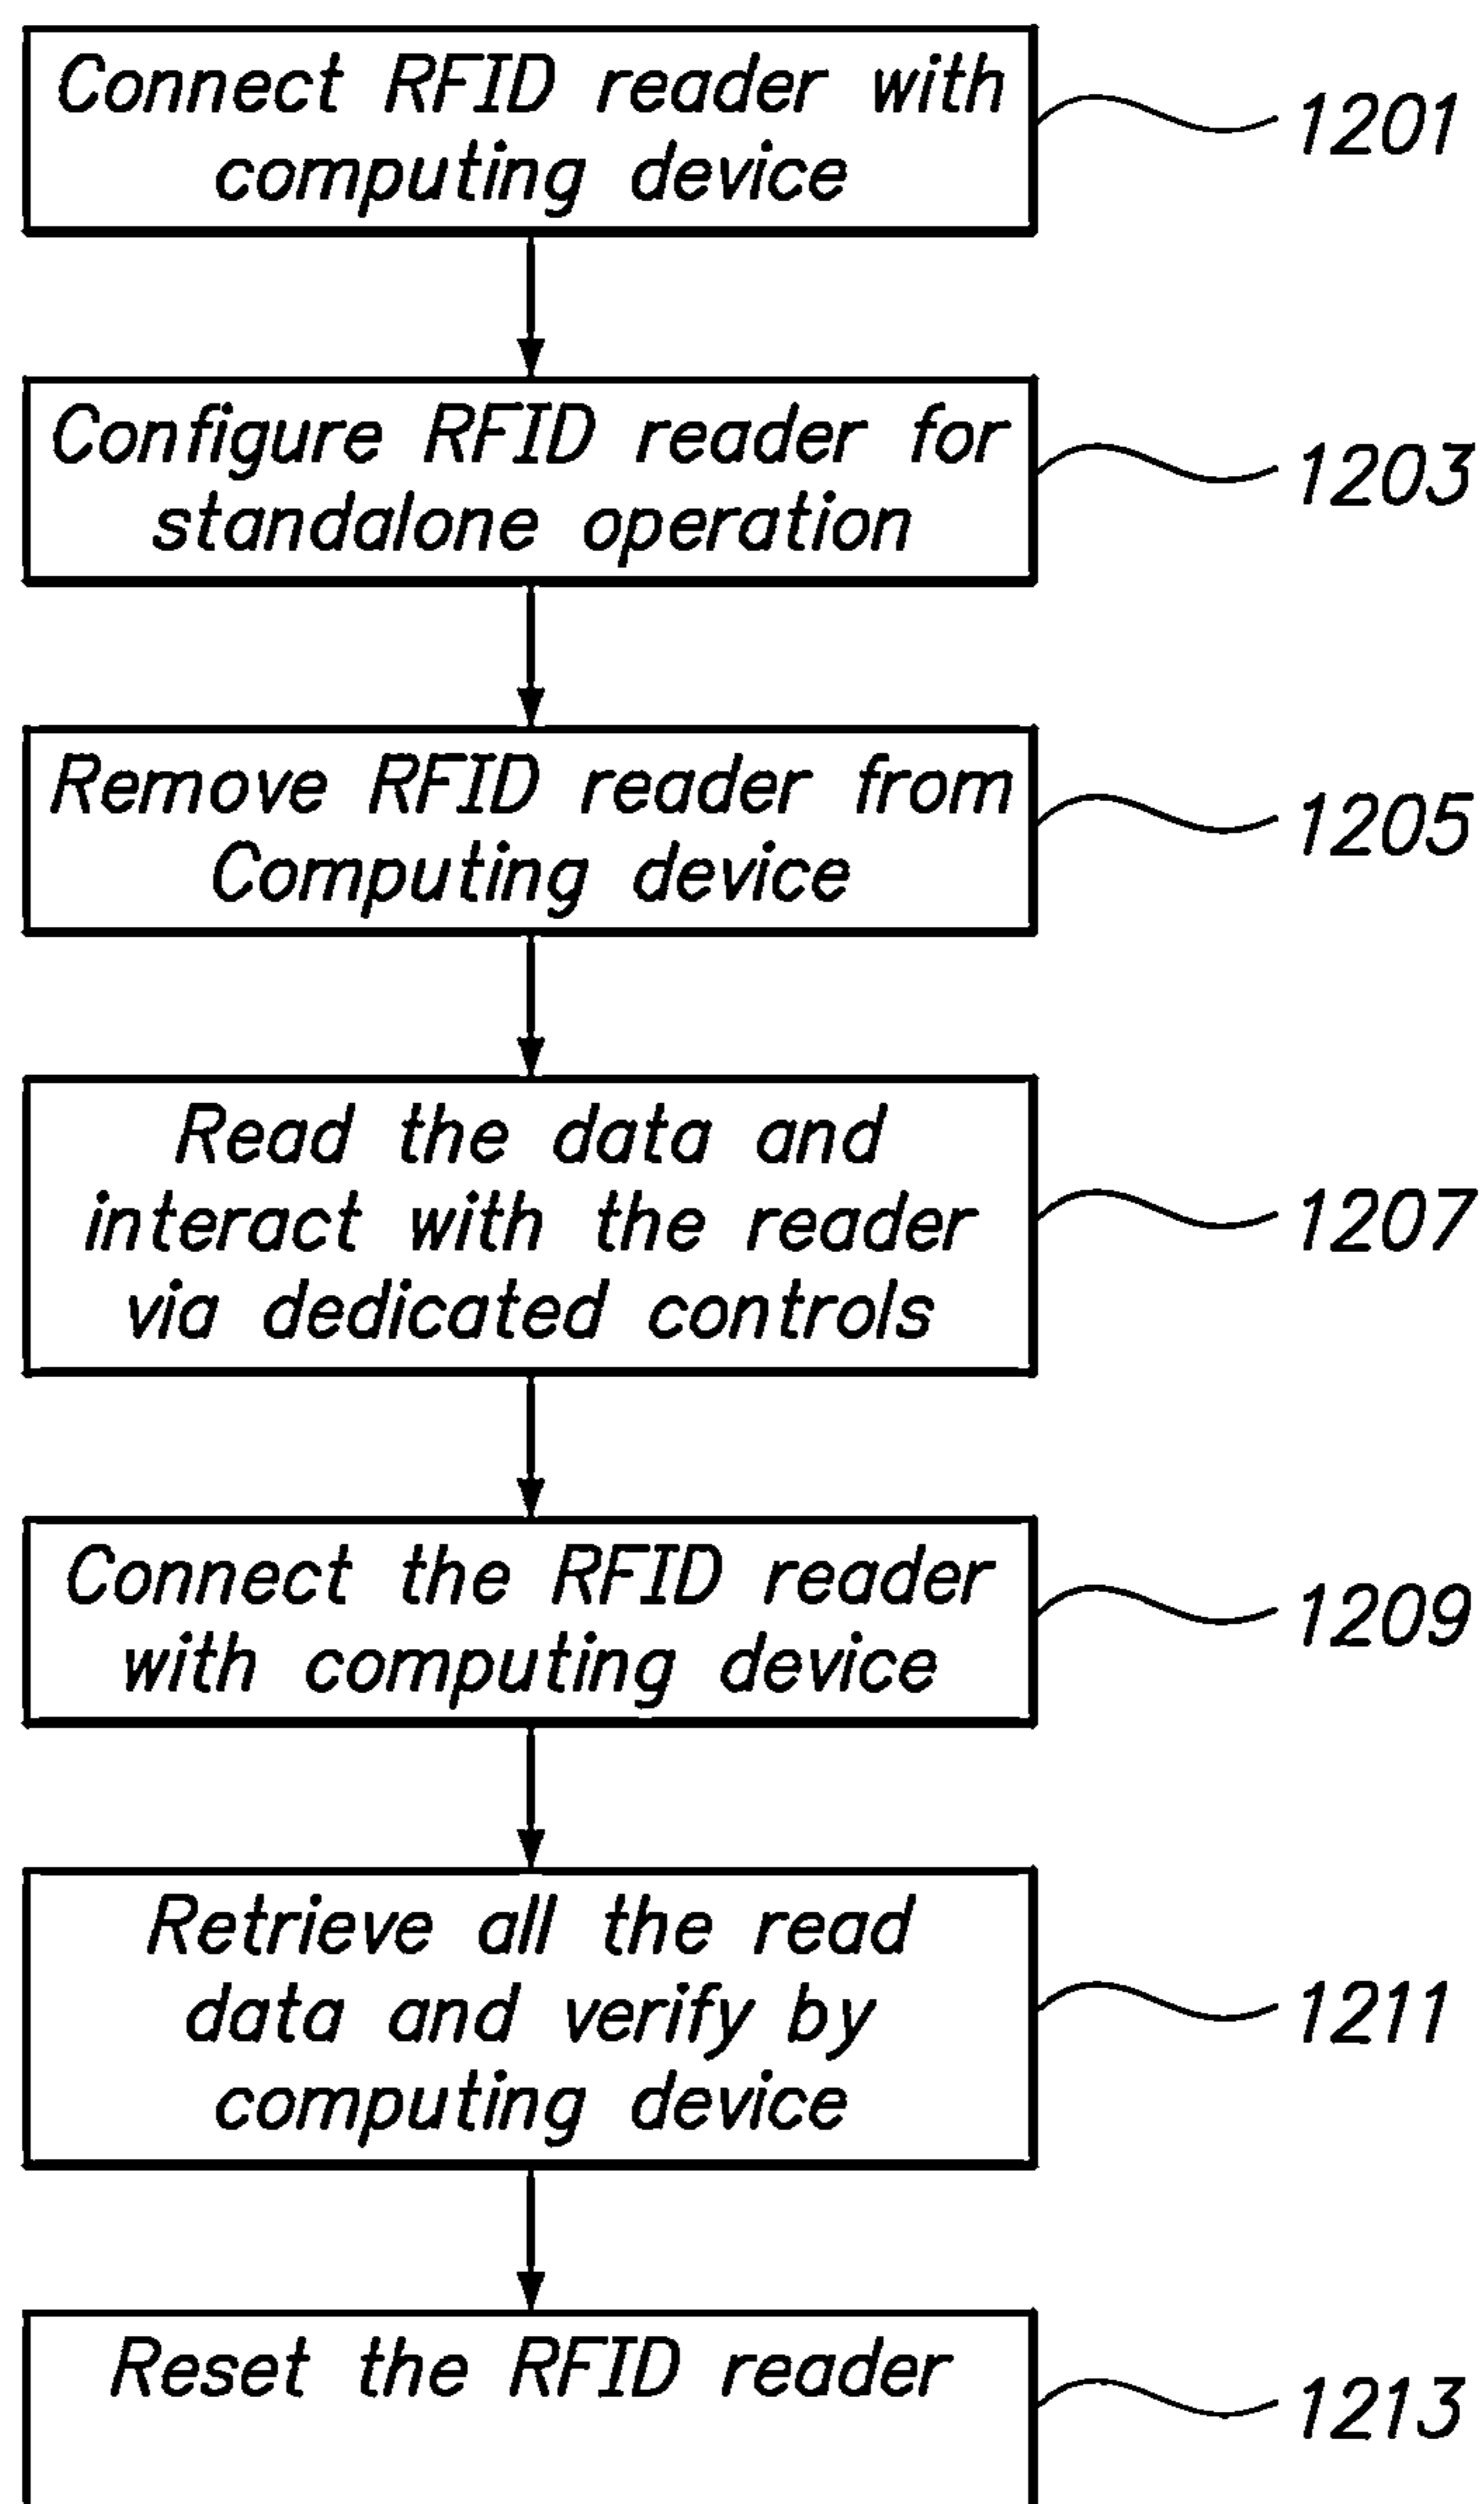 Connect RFID reader with
computing device
1201
Configure RFID reader for
standalone operation
1203
Remove RFID reader from
Computing device
1205
Read the data and
interact with the reader
via dedicated controls
1207
Connect the RFID reader
with computing device
1209
Retrieve all the read
data and verify by
computing device
1211
Reset the RFID reader
1213